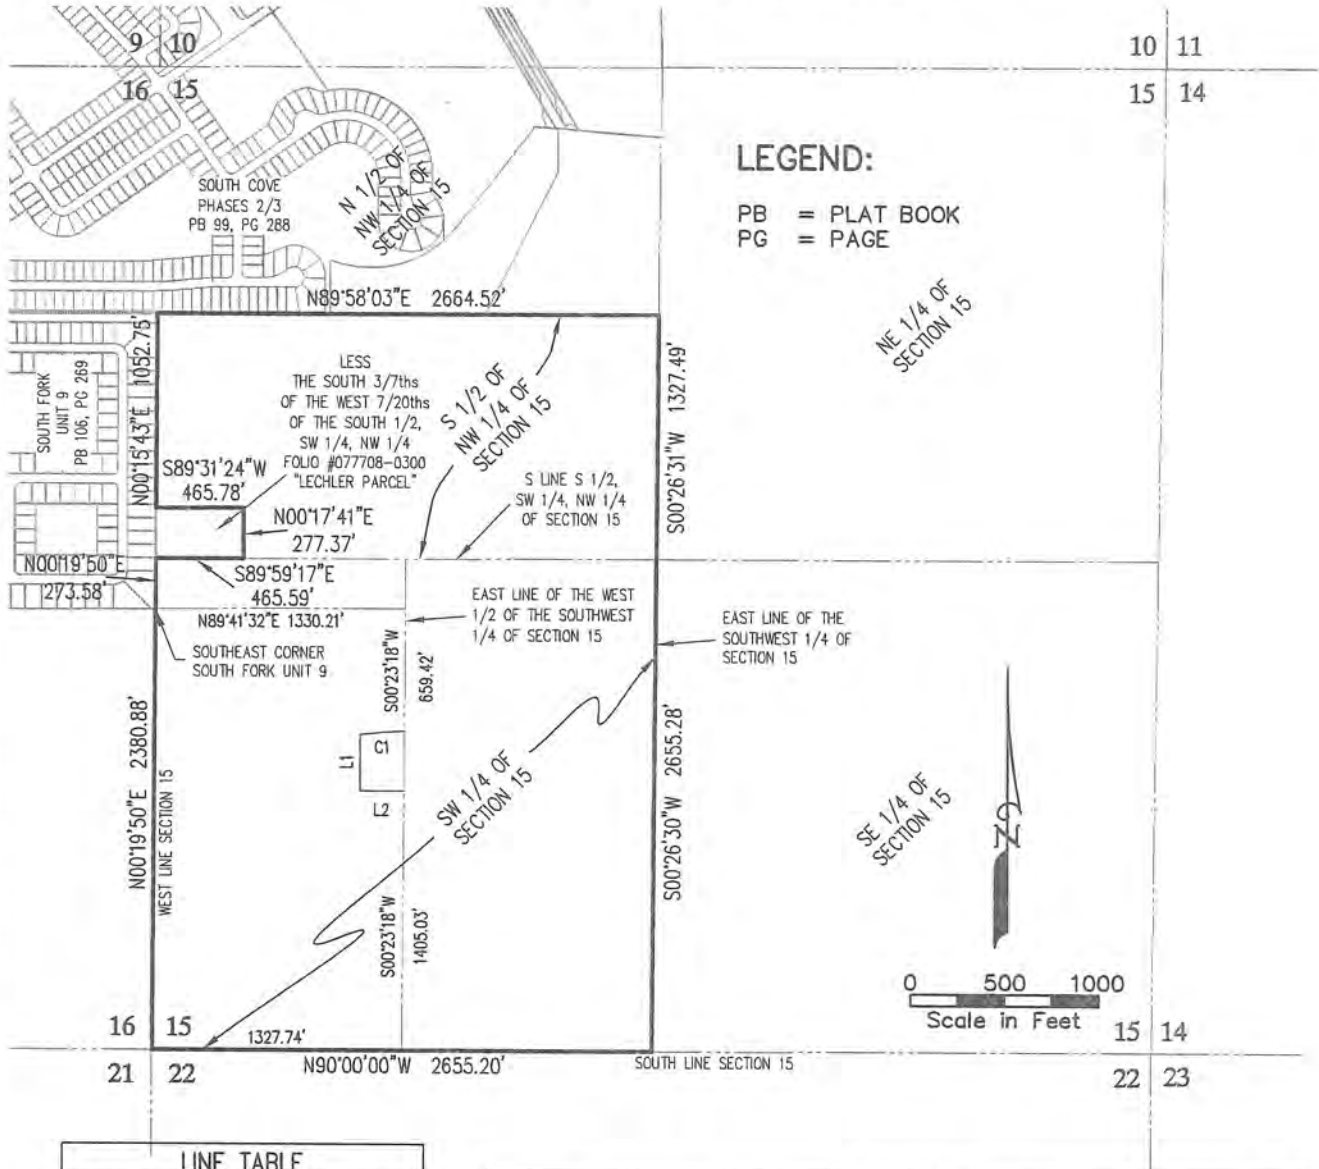 9 10
16 15
10 11
15 14
LEGEND:
PB = PLAT BOOK
PG = PAGE
SOUTH COVE
PHASES 2/3
PB 99, PG 288
N 1/2 OF
NW 1/4 OF
SECTION 15
NE 1/4 OF
SECTION 15
N89°58'03"E 2664.52'
N00°15'43"E 1052.75'
SOUTH FORK
UNIT 9
PB 106, PG 269
LESS
THE SOUTH 3/7ths
OF THE WEST 7/20ths
OF THE SOUTH 1/2,
SW 1/4, NW 1/4
FOLIO #077708-0300
"LECHLER PARCEL"
S 1/2 OF
NW 1/4 OF
SECTION 15
S00°26'31"W 1327.49'
S89°31'24"W
465.78'
N00°17'41"E
277.37'
S LINE S 1/2,
SW 1/4, NW 1/4
OF SECTION 15
N00°19'50"E
273.58'
S89°59'17"E
465.59'
N89°41'32"E 1330.21'
SOUTHEAST CORNER
SOUTH FORK UNIT 9
EAST LINE OF THE WEST
1/2 OF THE SOUTHWEST
1/4 OF SECTION 15
EAST LINE OF THE
SOUTHWEST 1/4 OF
SECTION 15
S00°23'18"W
659.42'
L1
C1
L2
N00°19'50"E 2380.88'
WEST LINE SECTION 15
SW 1/4 OF
SECTION 15
S00°26'30"W 2655.28'
SE 1/4 OF
SECTION 15
N
S00°23'18"W
1405.03'
0 500 1000
Scale in Feet
16 15
21 22
1327.74'
N90°00'00"W 2655.20'
SOUTH LINE SECTION 15
15 14
22 23
LINE TABLE